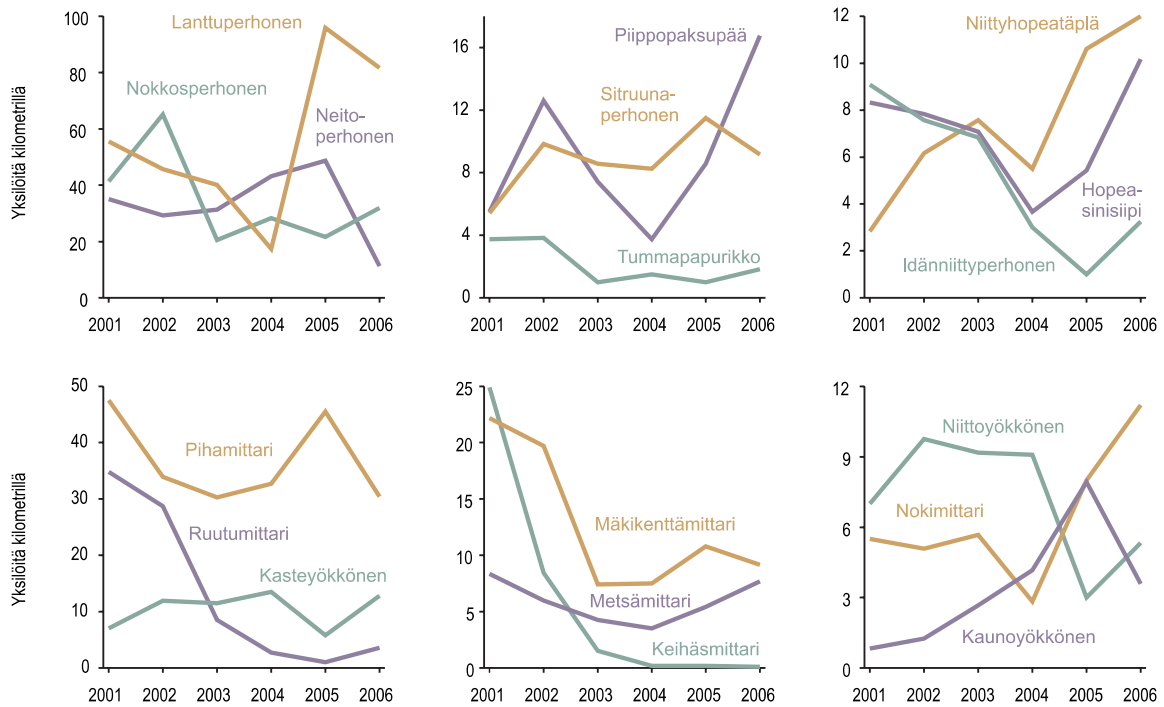 Yksilöitä kilometrillä
100
80
60
40
20
0
Lanttuperhonen
Nokkosperhonen
Neito-
perhonen
2001 2002 2003 2004 2005 2006
16
12
8
4
0
Piippopaksupää
Sitruuna-
perhonen
Tummapapurikko
2001 2002 2003 2004 2005 2006
12
10
8
6
4
2
0
Niittyhopeatäplä
Hopea-
sinisiipi
Idänniittyperhonen
2001 2002 2003 2004 2005 2006
Yksilöitä kilometrillä
50
40
30
20
10
0
Pihamittari
Ruutumittari
Kasteyökkönen
2001 2002 2003 2004 2005 2006
25
20
15
10
5
0
Mäkikenttämittari
Metsämittari
Keihäsmittari
2001 2002 2003 2004 2005 2006
12
9
6
3
0
Niittoyökkönen
Nokimittari
Kaunoyökkönen
2001 2002 2003 2004 2005 2006